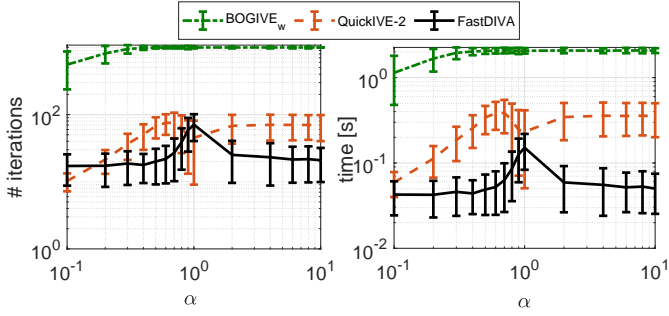 BOGIVE_w QuickIVE-2 FastDIVA
# iterations
10^2
10^0
10^-1 10^0 10^1
α
time [s]
10^0
10^-1
10^-2
10^-1 10^0 10^1
α